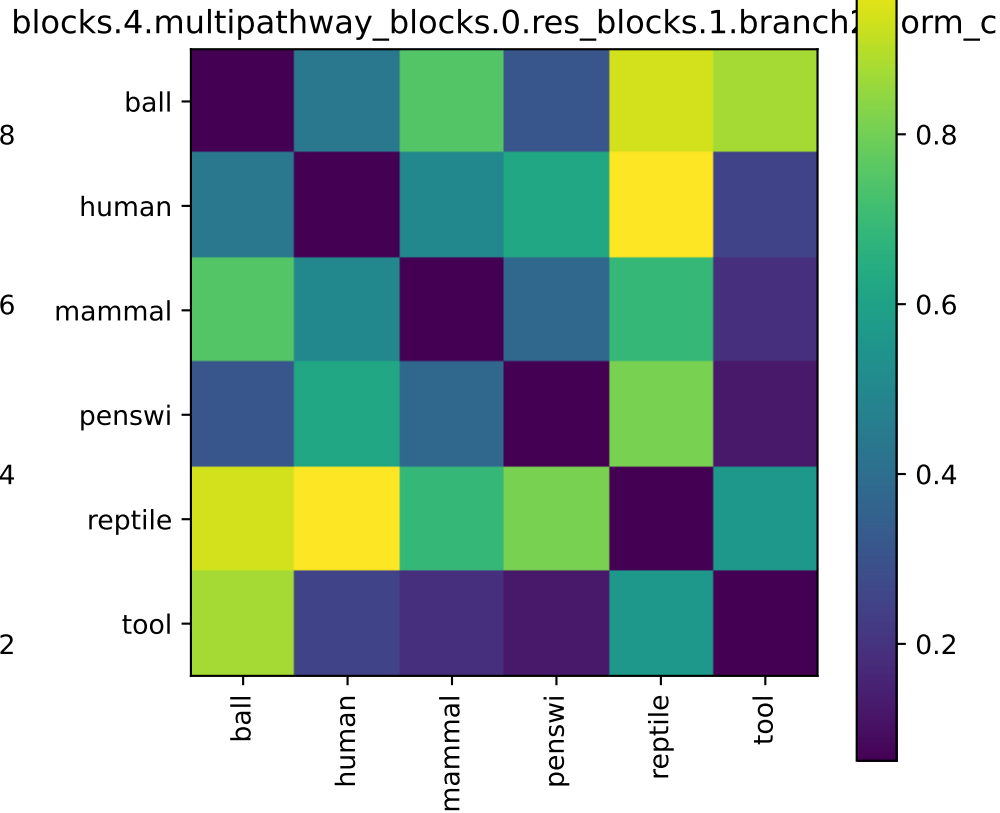 blocks.4.multipathway_blocks.0.res_blocks.1.branch2 orm_c
ball
human
mammal
penswi
reptile
tool
ball
human
mammal
penswi
reptile
tool
0.8
0.6
0.4
0.2
8
6
4
2